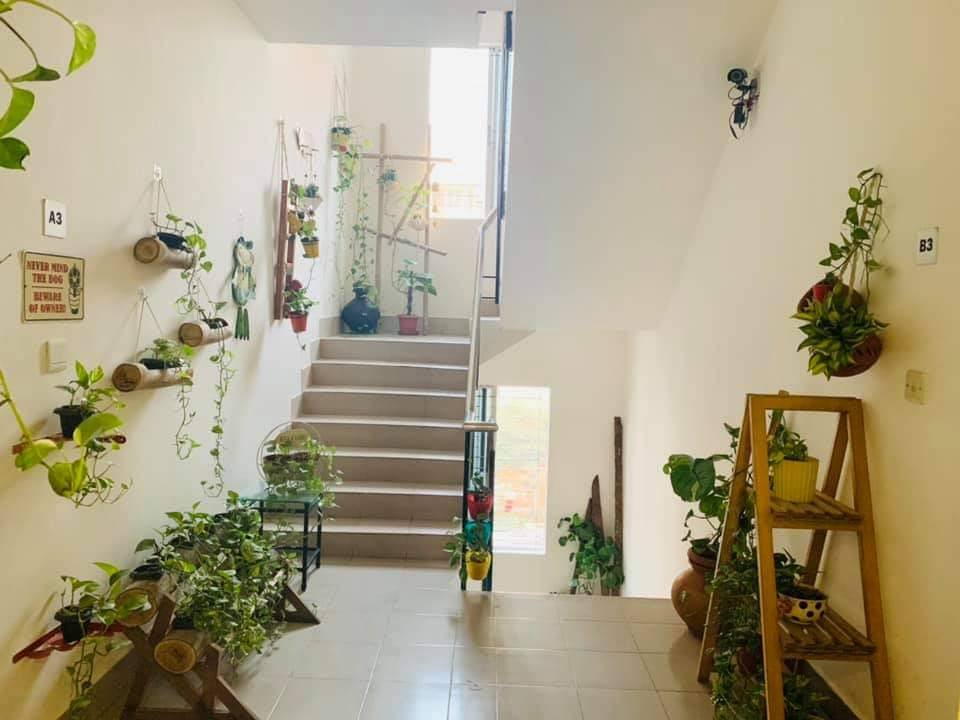 A3
NEVER MIND
THE DOG
BEWARE
OF OWNER!
B3